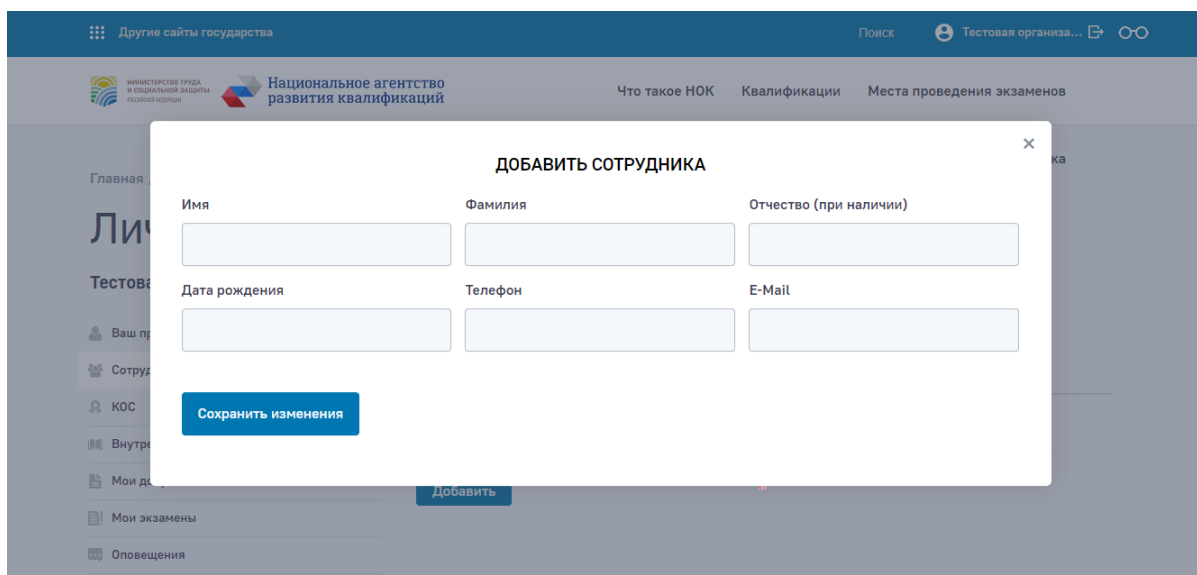 Другие сайты государства
Поиск
Тестовая организа...
МИНИСТЕРСТВО ТРУДА
И СОЦИАЛЬНОЙ ЗАЩИТЫ
РОССИЙСКОЙ ФЕДЕРАЦИИ
Национальное агентство
развития квалификаций
Что такое НОК
Квалификации
Места проведения экзаменов
ка
ДОБАВИТЬ СОТРУДНИКА
Главная
Имя
Фамилия
Отчество (при наличии)
Лич
Тестова
Дата рождения
Телефон
E-Mail
Ваш пр
Сотруд
КОС
Сохранить изменения
Внутре
Мои до
Добавить
Мои экзамены
Оповещения